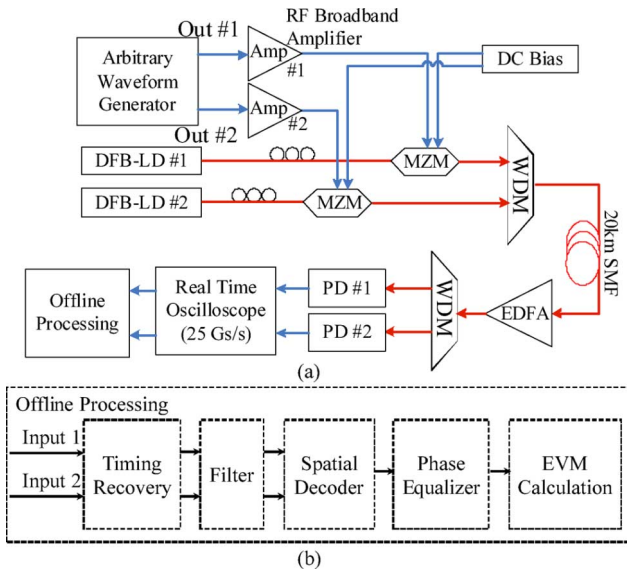 Out #1
RF Broadband
Amplifier
Arbitrary
Waveform
Generator
Amp
#1
DC Bias
Amp
#2
Out #2
DFB-LD #1
MZM
DFB-LD #2
MZM
WDM
20km SMF
Offline
Processing
Real Time
Oscilloscope
(25 Gs/s)
PD #1
PD #2
WDM
EDFA
(a)
Offline Processing
Input 1
Input 2
Timing
Recovery
Filter
Spatial
Decoder
Phase
Equalizer
EVM
Calculation
(b)